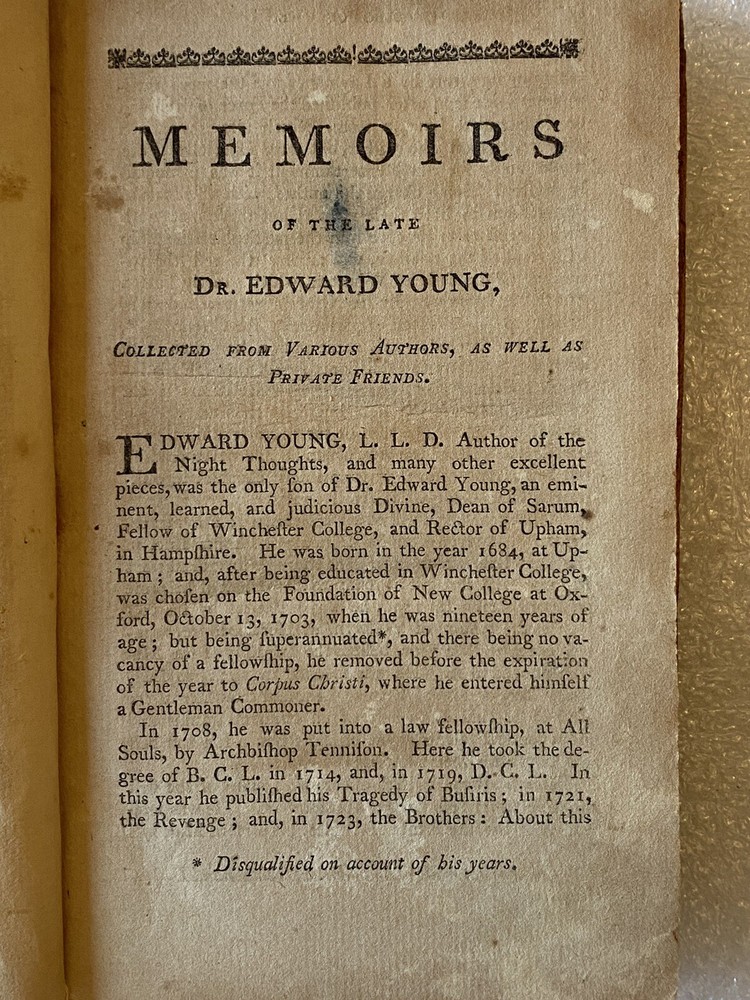 MEMOIRS
OF THE LATE
DR. EDWARD YOUNG,
COLLECTED FROM VARIOUS AUTHORS, AS WELL AS
PRIVATE FRIENDS.
EDWARD YOUNG, L. L. D. Author of the
Night Thoughts, and many other excellent
pieces, was the only ſon of Dr. Edward Young, an emi-
nent, learned, and judicious Divine, Dean of Sarum,
Fellow of Wincheſter College, and Rector of Upham,
in Hampſhire. He was born in the year 1684, at Up-
ham ; and, after being educated in Wincheſter College,
was choſen on the Foundation of New College at Ox-
ford, October 13, 1703, when he was nineteen years of
age ; but being ſuperannuated*, and there being no va-
cancy of a fellowſhip, he removed before the expiration
of the year to Corpus Chriſti, where he entered himſelf
a Gentleman Commoner.
In 1708, he was put into a law fellowſhip, at All
Souls, by Archbiſhop Tenniſon. Here he took the de-
gree of B. C. L. in 1714, and, in 1719, D. C. L. In
this year he publiſhed his Tragedy of Buſiris ; in 1721,
the Revenge ; and, in 1723, the Brothers : About this
* Diſqualified on account of his years.